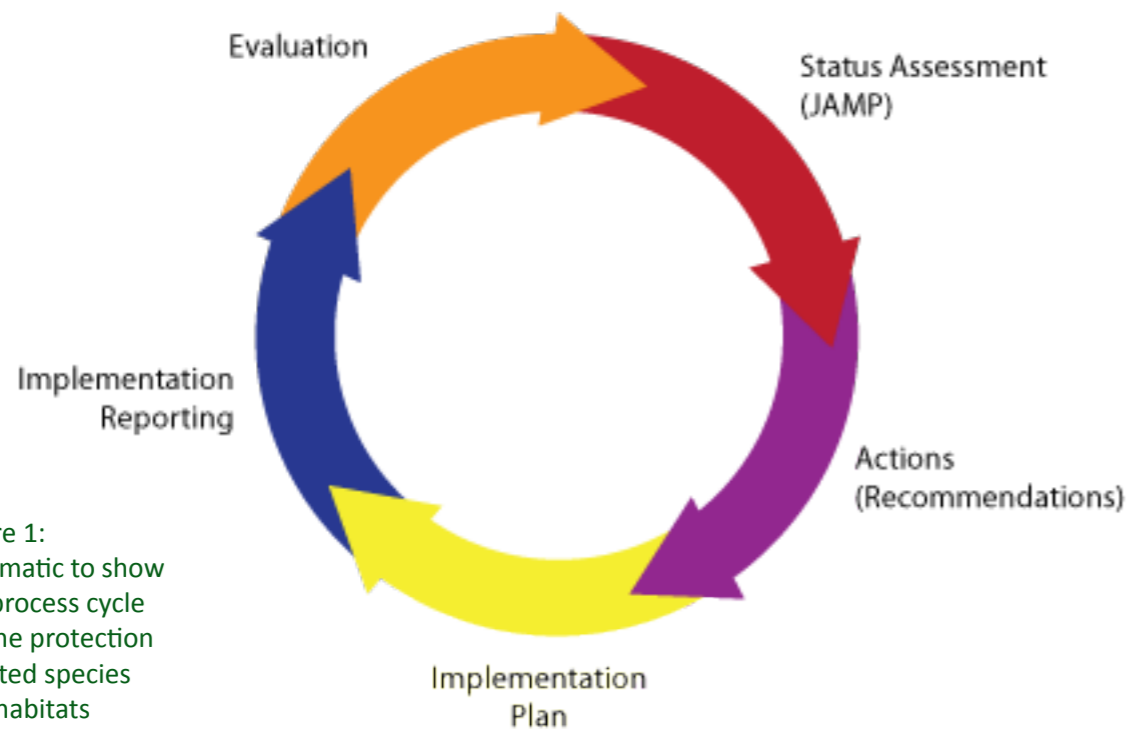 Evaluation
Status Assessment
(JAMP)
Actions
(Recommendations)
Implementation
Plan
Implementation
Reporting
re 1:
matic to show
process cycle
ne protection
ted species
habitats